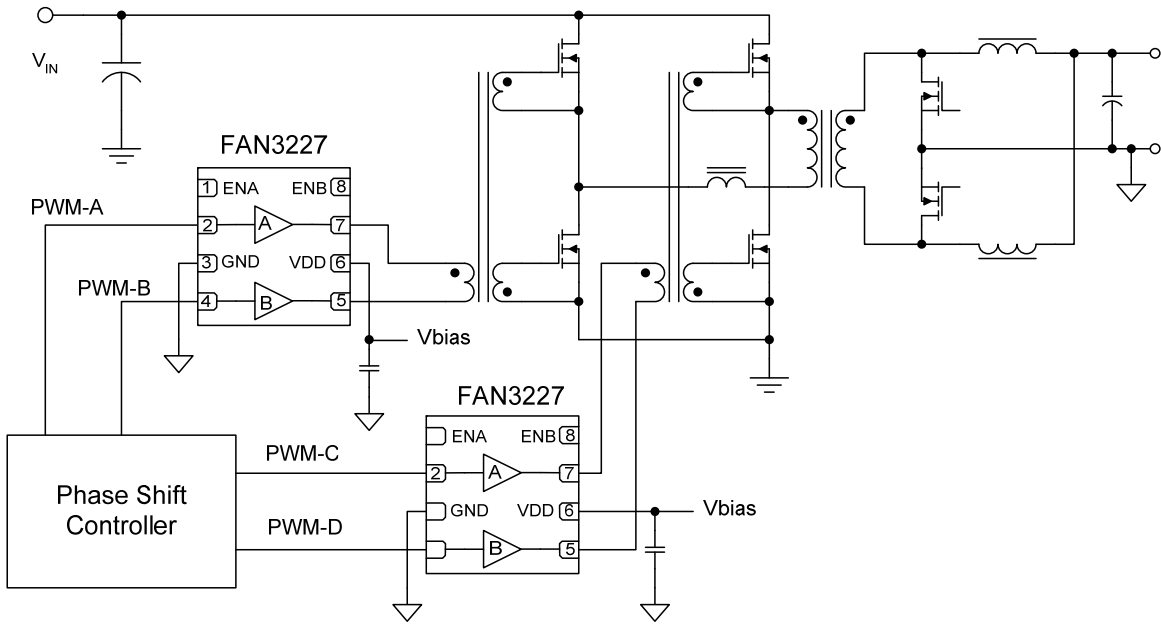 VIN
FAN3227
1 ENA ENB 8
PWM-A
2 A 7
3 GND VDD 6
PWM-B
4 B 5
Vbias
FAN3227
ENA ENB 8
PWM-C
2 A 7
Phase Shift
Controller
GND VDD 6
Vbias
PWM-D
B 5